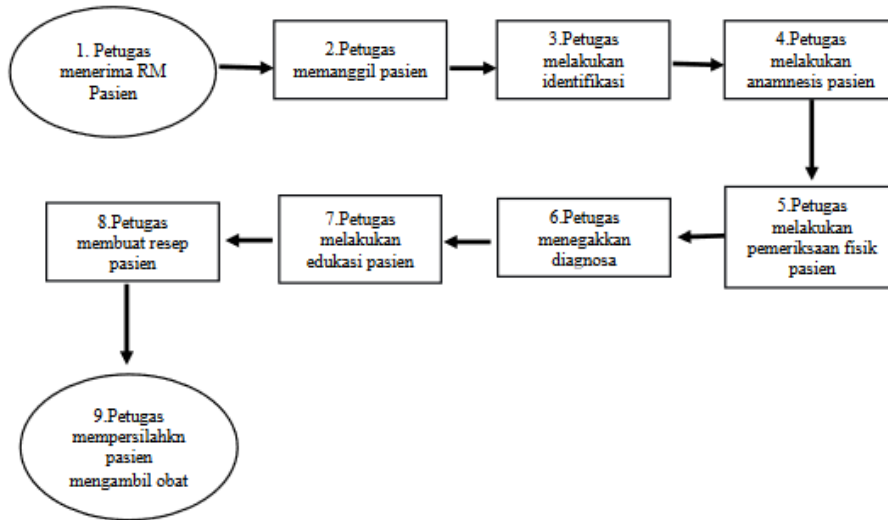 1. Petugas
menerima RM
Pasien
2.Petugas
memanggil pasien
3.Petugas
melakukan
identifikasi
4.Petugas
melakukan
anamnesis pasien
5.Petugas
melakukan
pemeriksaan fisik
pasien
6.Petugas
menegakkan
diagnosa
7.Petugas
melakukan
edukasi pasien
8.Petugas
membuat resep
pasien
9.Petugas
mempersilahkn
pasien
mengambil obat